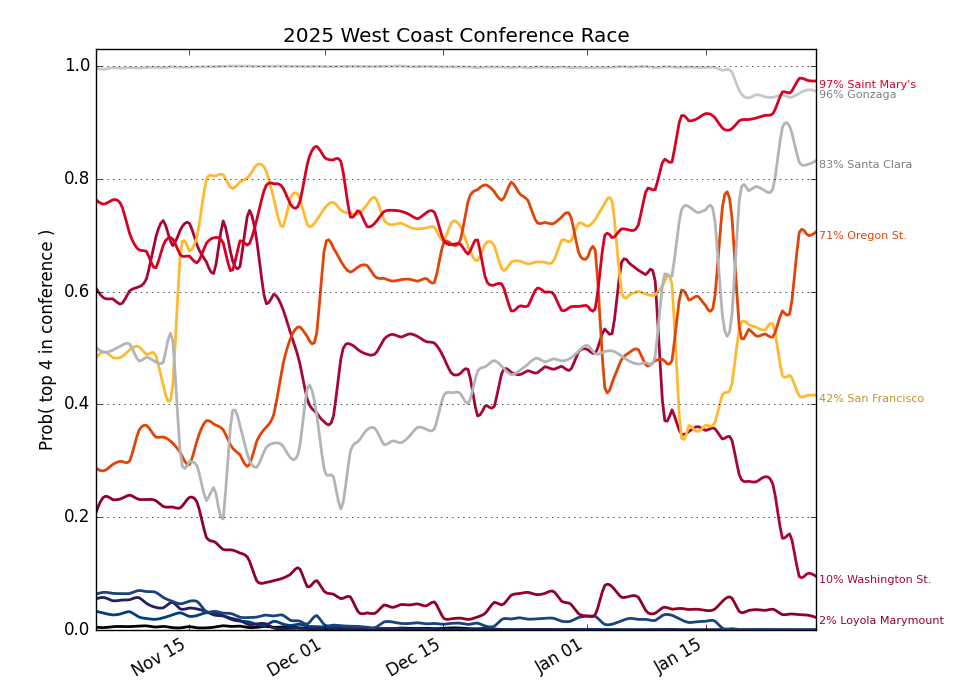 2025 West Coast Conference Race
Prob( top 4 in conference )
1.0
0.8
0.6
0.4
0.2
0.0
Nov 15
Dec 01
Dec 15
Jan 01
Jan 15
97% Saint Mary's
96% Gonzaga
83% Santa Clara
71% Oregon St.
42% San Francisco
10% Washington St.
2% Loyola Marymount